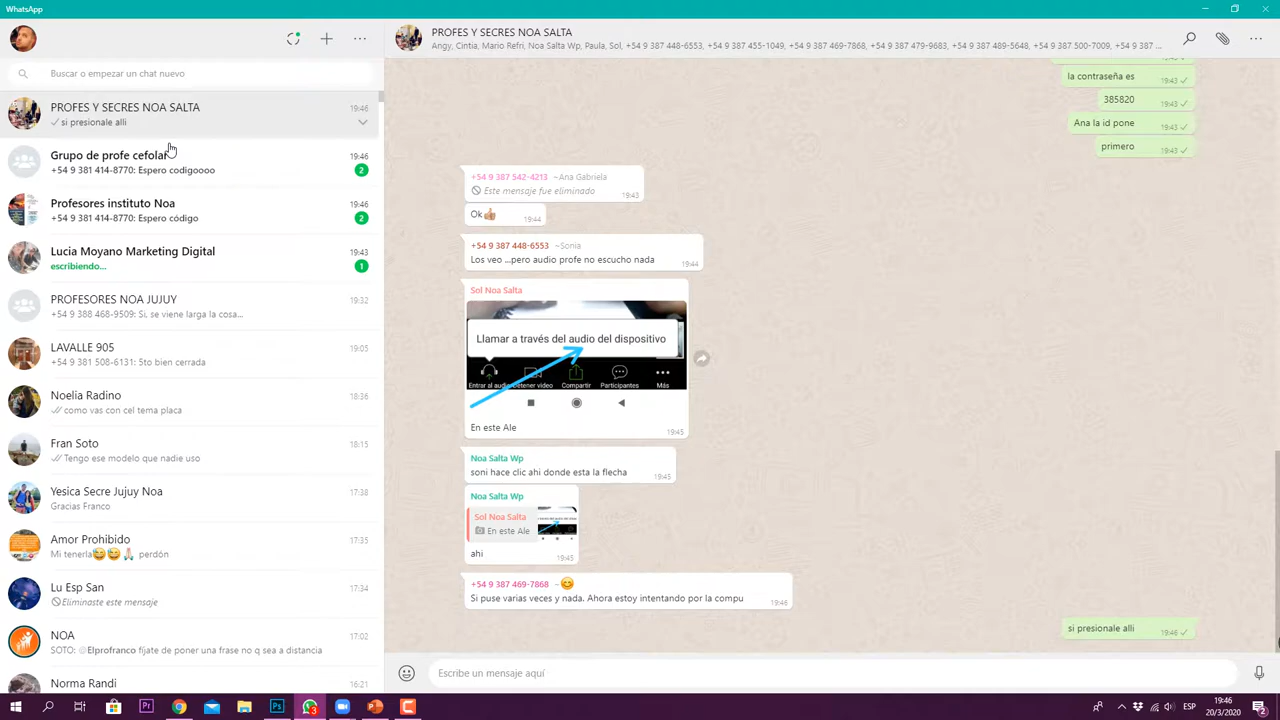 WhatsApp
Buscar o empezar un chat nuevo
PROFES Y SECRES NOA SALTA
19:46
si presionale alli
Grupo de profe cefolar
19:46
+54 9 381 414-8770: Espero codigoooo
2
Profesores instituto Noa
19:46
+54 9 381 414-8770: Espero código
2
Lucia Moyano Marketing Digital
19:43
escribiendo...
1
PROFESORES NOA JUJUY
19:32
+54 9 388 468-9509: Si, se viene larga la cosa...
LAVALLE 905
19:05
+54 9 381 508-6131: 5to bien cerrada
Noelia Radino
18:36
como vas con cel tema placa
Fran Soto
18:15
Tengo ese modelo que nadie uso
Yesica Secre Jujuy Noa
17:38
Gracias Franco
Amor Prohibido
17:35
Mi tenerla😅😅🙏🏻 perdón
Lu Esp San
17:34
Eliminaste este mensaje
NOA
17:02
SOTO: Elprofranco fijate de poner una frase no q sea a distancia
Norma Randi
16:21
PROFES Y SECRES NOA SALTA
Angy, Cintia, Mario Refri, Noa Salta Wp, Paula, Sol, +54 9 387 448-6553, +54 9 387 455-1049, +54 9 387 469-7868, +54 9 387 479-9683, +54 9 387 489-5648, +54 9 387 500-7009, +54 9 387 ...
19:43
la contraseña es
19:43
385820
19:43
Ana la id pone
19:43
primero
19:43
+54 9 387 542-4213 ~Ana Gabriela
Este mensaje fue eliminado
19:43
Ok👍🏼
19:44
+54 9 387 448-6553 ~Sonia
Los veo ...pero audio profe no escucho nada
19:44
Sol Noa Salta
Llamar a través del audio del dispositivo
Entrar al audio Detener video Compartir Participantes Más
En este Ale
19:45
Noa Salta Wp
soni hace clic ahi donde esta la flecha
19:45
Noa Salta Wp
Sol Noa Salta
En este Ale
ahi
19:45
+54 9 387 469-7868 ~😊
Si puse varias veces y nada. Ahora estoy intentando por la compu
19:46
si presionale alli
19:46
Escribe un mensaje aquí
Pr
Ps
3
ESP
19:46
20/3/2020
2